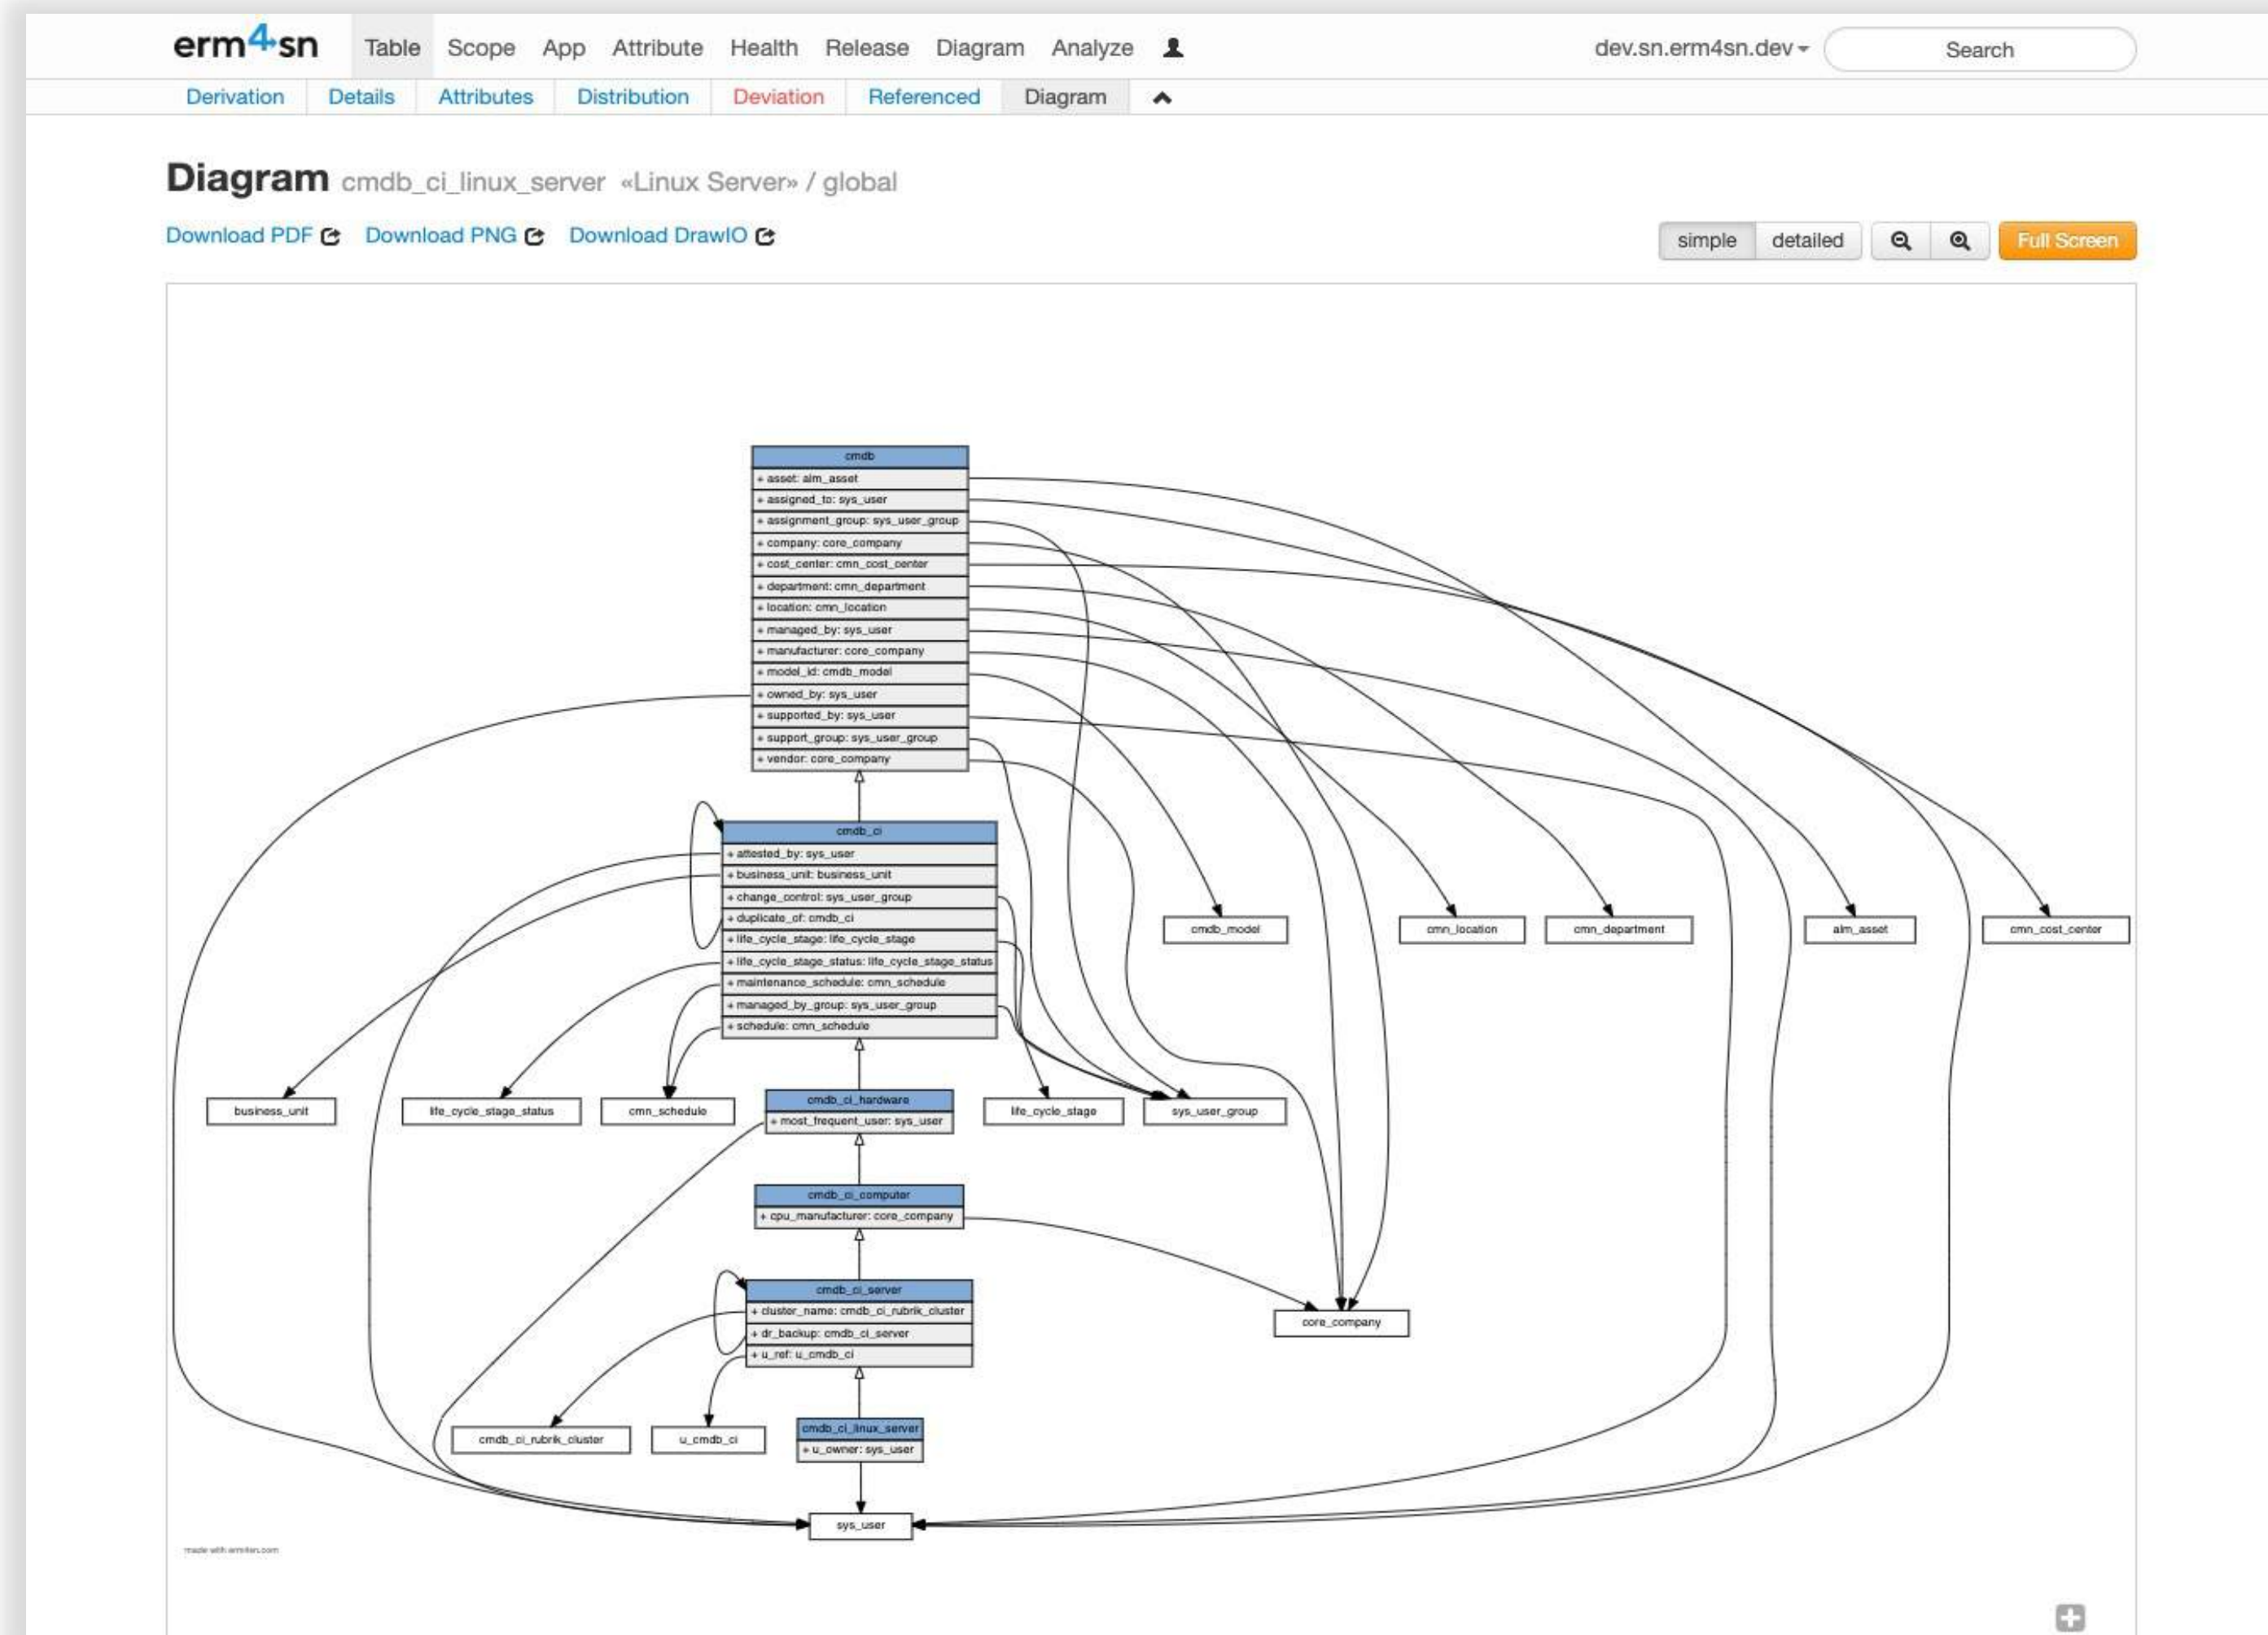 erm4sn Table Scope App Attribute Health Release Diagram Analyze dev.sn.erm4sn.dev Search
Derivation Details Attributes Distribution Deviation Referenced Diagram
Diagram cmdb_ci_linux_server «Linux Server» / global
Download PDF Download PNG Download DrawIO simple detailed Full Screen
cmdb
+ asset: alm_asset
+ assigned_to: sys_user
+ assignment_group: sys_user_group
+ company: core_company
+ cost_center: cmn_cost_center
+ department: cmn_department
+ location: cmn_location
+ managed_by: sys_user
+ manufacturer: core_company
+ model_id: cmdb_model
+ owned_by: sys_user
+ supported_by: sys_user
+ support_group: sys_user_group
+ vendor: core_company
cmdb_ci
+ attested_by: sys_user
+ business_unit: business_unit
+ change_control: sys_user_group
+ duplicate_of: cmdb_ci
+ life_cycle_stage: life_cycle_stage
+ life_cycle_stage_status: life_cycle_stage_status
+ maintenance_schedule: cmn_schedule
+ managed_by_group: sys_user_group
+ schedule: cmn_schedule
cmdb_model cmn_location cmn_department alm_asset cmn_cost_center
business_unit life_cycle_stage_status cmn_schedule
cmdb_ci_hardware
+ most_frequent_user: sys_user
life_cycle_stage sys_user_group
cmdb_ci_computer
+ cpu_manufacturer: core_company
cmdb_ci_server
+ cluster_name: cmdb_ci_rubrik_cluster
+ dr_backup: cmdb_ci_server
+ u_ref: u_cmdb_ci
core_company
cmdb_ci_rubrik_cluster u_cmdb_ci
cmdb_ci_linux_server
+ u_owner: sys_user
sys_user
made with erm4sn.com